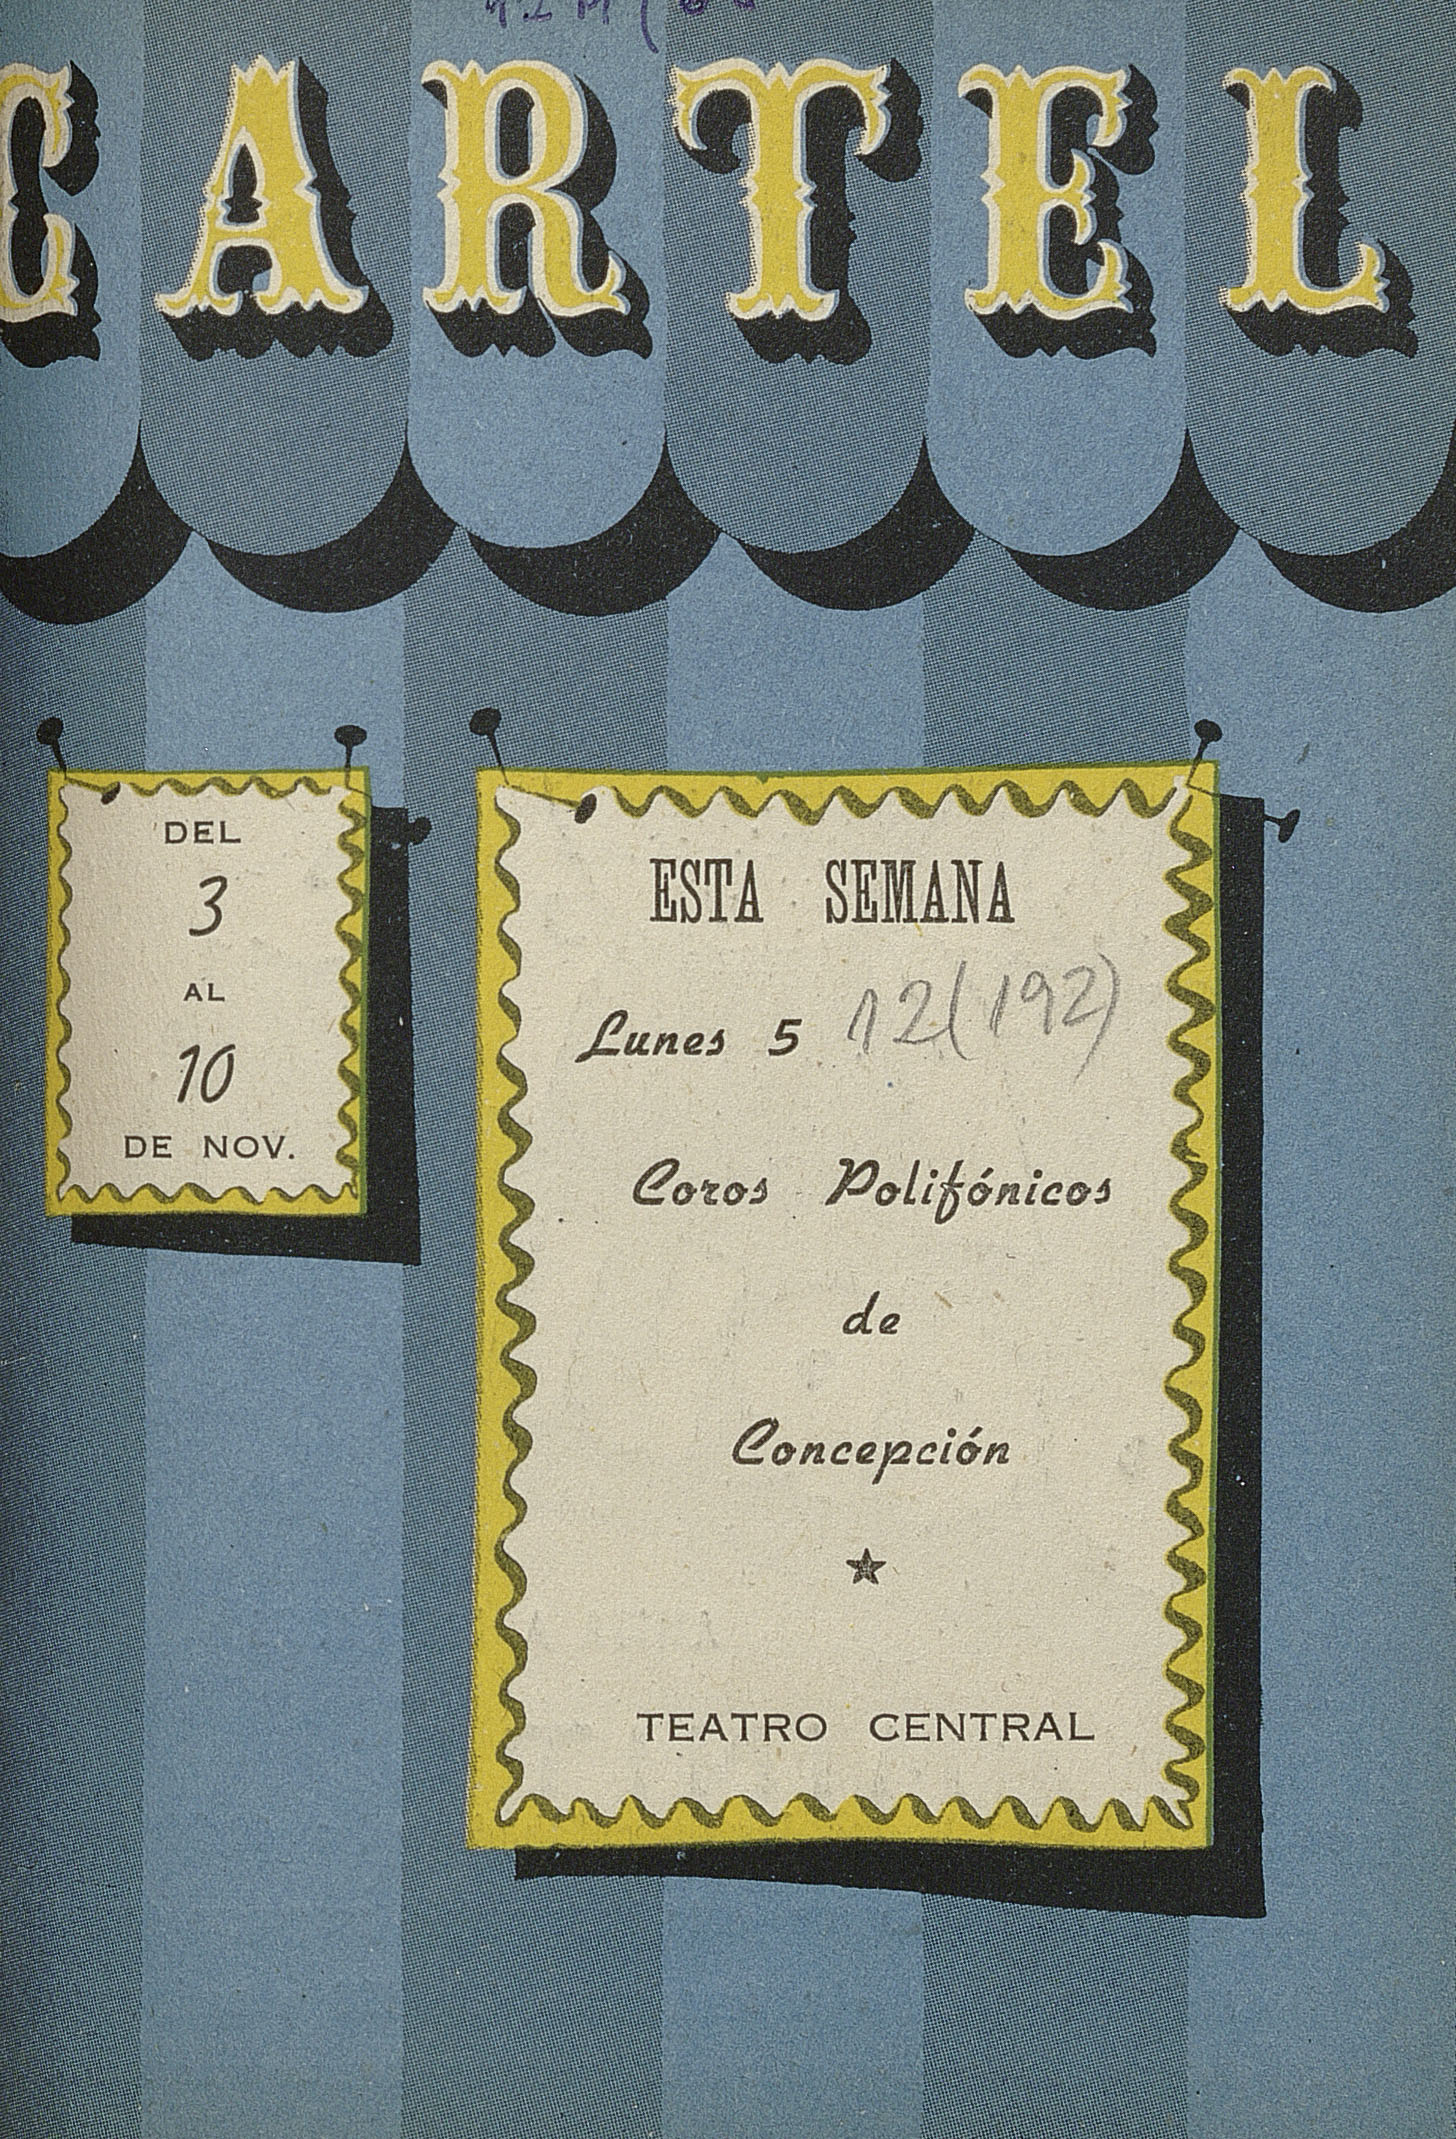 CARTEL
DEL
3
AL
10
DE NOV.
ESTA SEMANA
Lunes 5 12(192)
Coros Polifónicos
de
Concepción
TEATRO CENTRAL